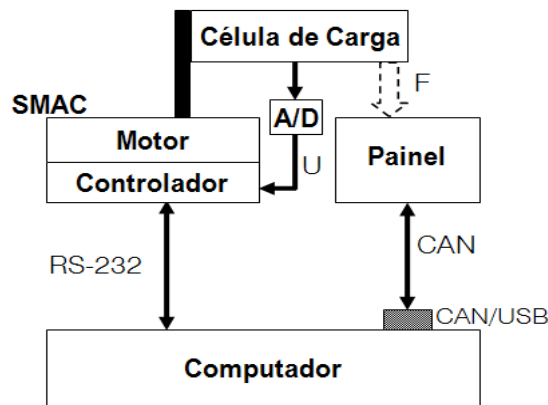 Célula de Carga
F
SMAC
A/D
Motor
Painel
Controlador
U
RS-232
CAN
CAN/USB
Computador